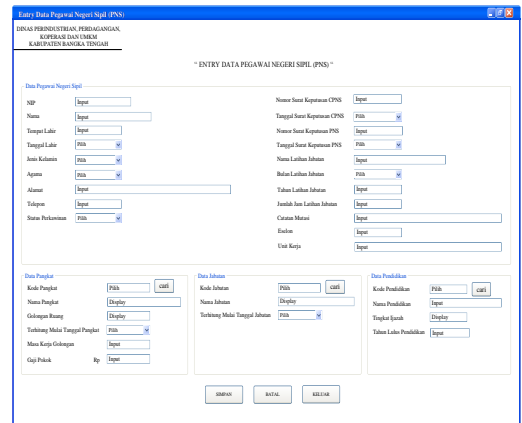 Entry Data Pegawai Negeri Sipil (PNS)
DINAS PERINDUSTRIAN, PERDAGANGAN,
KOPERASI DAN UMKM
KABUPATEN BANGKA TENGAH
" ENTRY DATA PEGAWAI NEGERI SIPIL (PNS) "
Data Pegawai Negeri Sipil
NIP Input
Nama Input
Tempat Lahir Input
Tanggal Lahir Pilih
Jenis Kelamin Pilih
Agama Pilih
Alamat Input
Telepon Input
Status Perkawinan Pilih
Nomor Surat Keputusan CPNS Input
Tanggal Surat Keputusan CPNS Pilih
Nomor Surat Keputusan PNS Input
Tanggal Surat Keputusan PNS Pilih
Nama Latihan Jabatan Input
Bulan Latihan Jabatan Pilih
Tahun Latihan Jabatan Input
Jumlah Jam Latihan Jabatan Input
Catatan Mutasi Input
Eselon Input
Unit Kerja Input
Data Pangkat
Kode Pangkat Pilih cari
Nama Pangkat Display
Golongan Ruang Display
Terhitung Mulai Tanggal Pangkat Pilih
Masa Kerja Golongan Input
Gaji Pokok Rp Input
Data Jabatan
Kode Jabatan Pilih cari
Nama Jabatan Display
Terhitung Mulai Tanggal Jabatan Pilih
Data Pendidikan
Kode Pendidikan Pilih cari
Nama Pendidikan Input
Tingkat Ijazah Display
Tahun Lulus Pendidikan Input
SIMPAN BATAL KELUAR